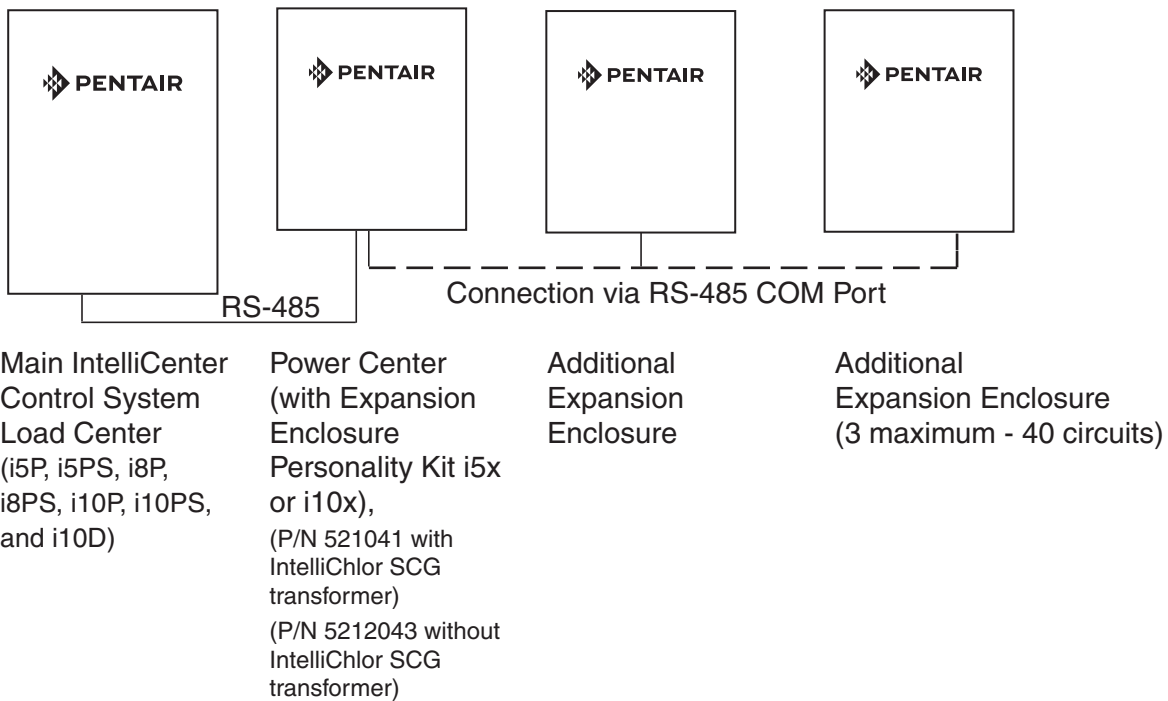 PENTAIR
PENTAIR
PENTAIR
PENTAIR
RS-485
Connection via RS-485 COM Port
Main IntelliCenter
Control System
Load Center
(i5P, i5PS, i8P,
i8PS, i10P, i10PS,
and i10D)
Power Center
(with Expansion
Enclosure
Personality Kit i5x
or i10x),
(P/N 521041 with
IntelliChlor SCG
transformer)
(P/N 5212043 without
IntelliChlor SCG
transformer)
Additional
Expansion
Enclosure
Additional
Expansion Enclosure
(3 maximum - 40 circuits)